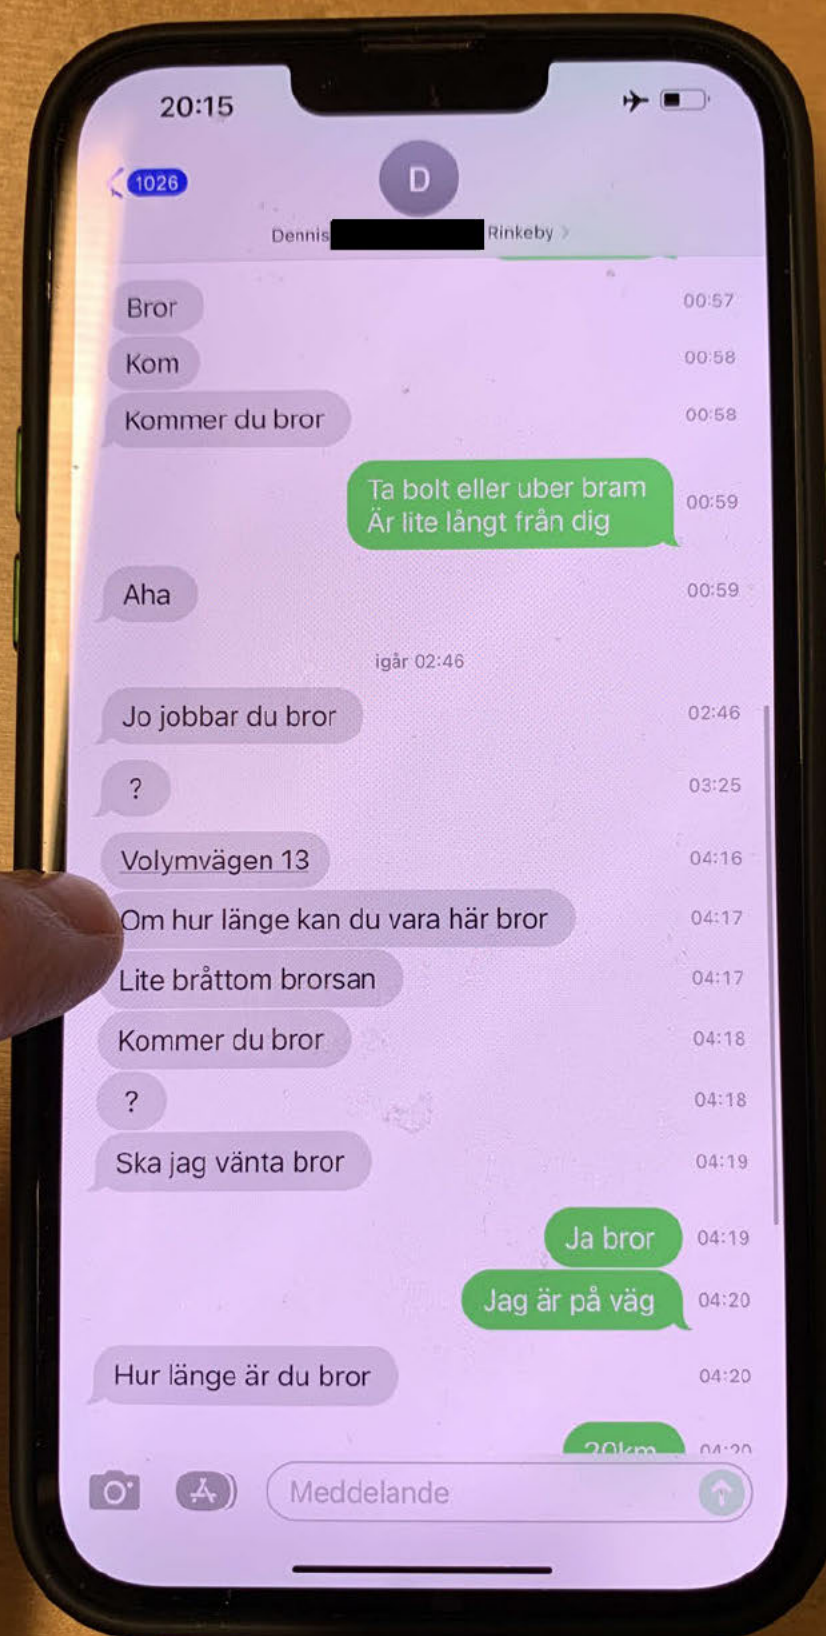 20:15
1026
D
Dennis Rinkeby
Bror 00:57
Kom 00:58
Kommer du bror 00:58
Ta bolt eller uber bram
Är lite långt från dig 00:59
Aha 00:59
igår 02:46
Jo jobbar du bror 02:46
? 03:25
Volymvägen 13 04:16
Om hur länge kan du vara här bror 04:17
Lite bråttom brorsan 04:17
Kommer du bror 04:18
? 04:18
Ska jag vänta bror 04:19
Ja bror 04:19
Jag är på väg 04:20
Hur länge är du bror 04:20
20km 04:20
Meddelande